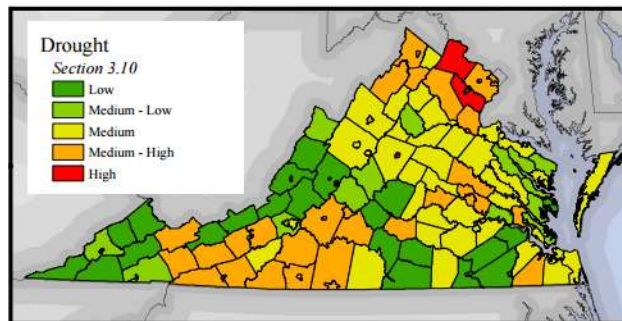 Drought
Section 3.10
Low
Medium - Low
Medium
Medium - High
High